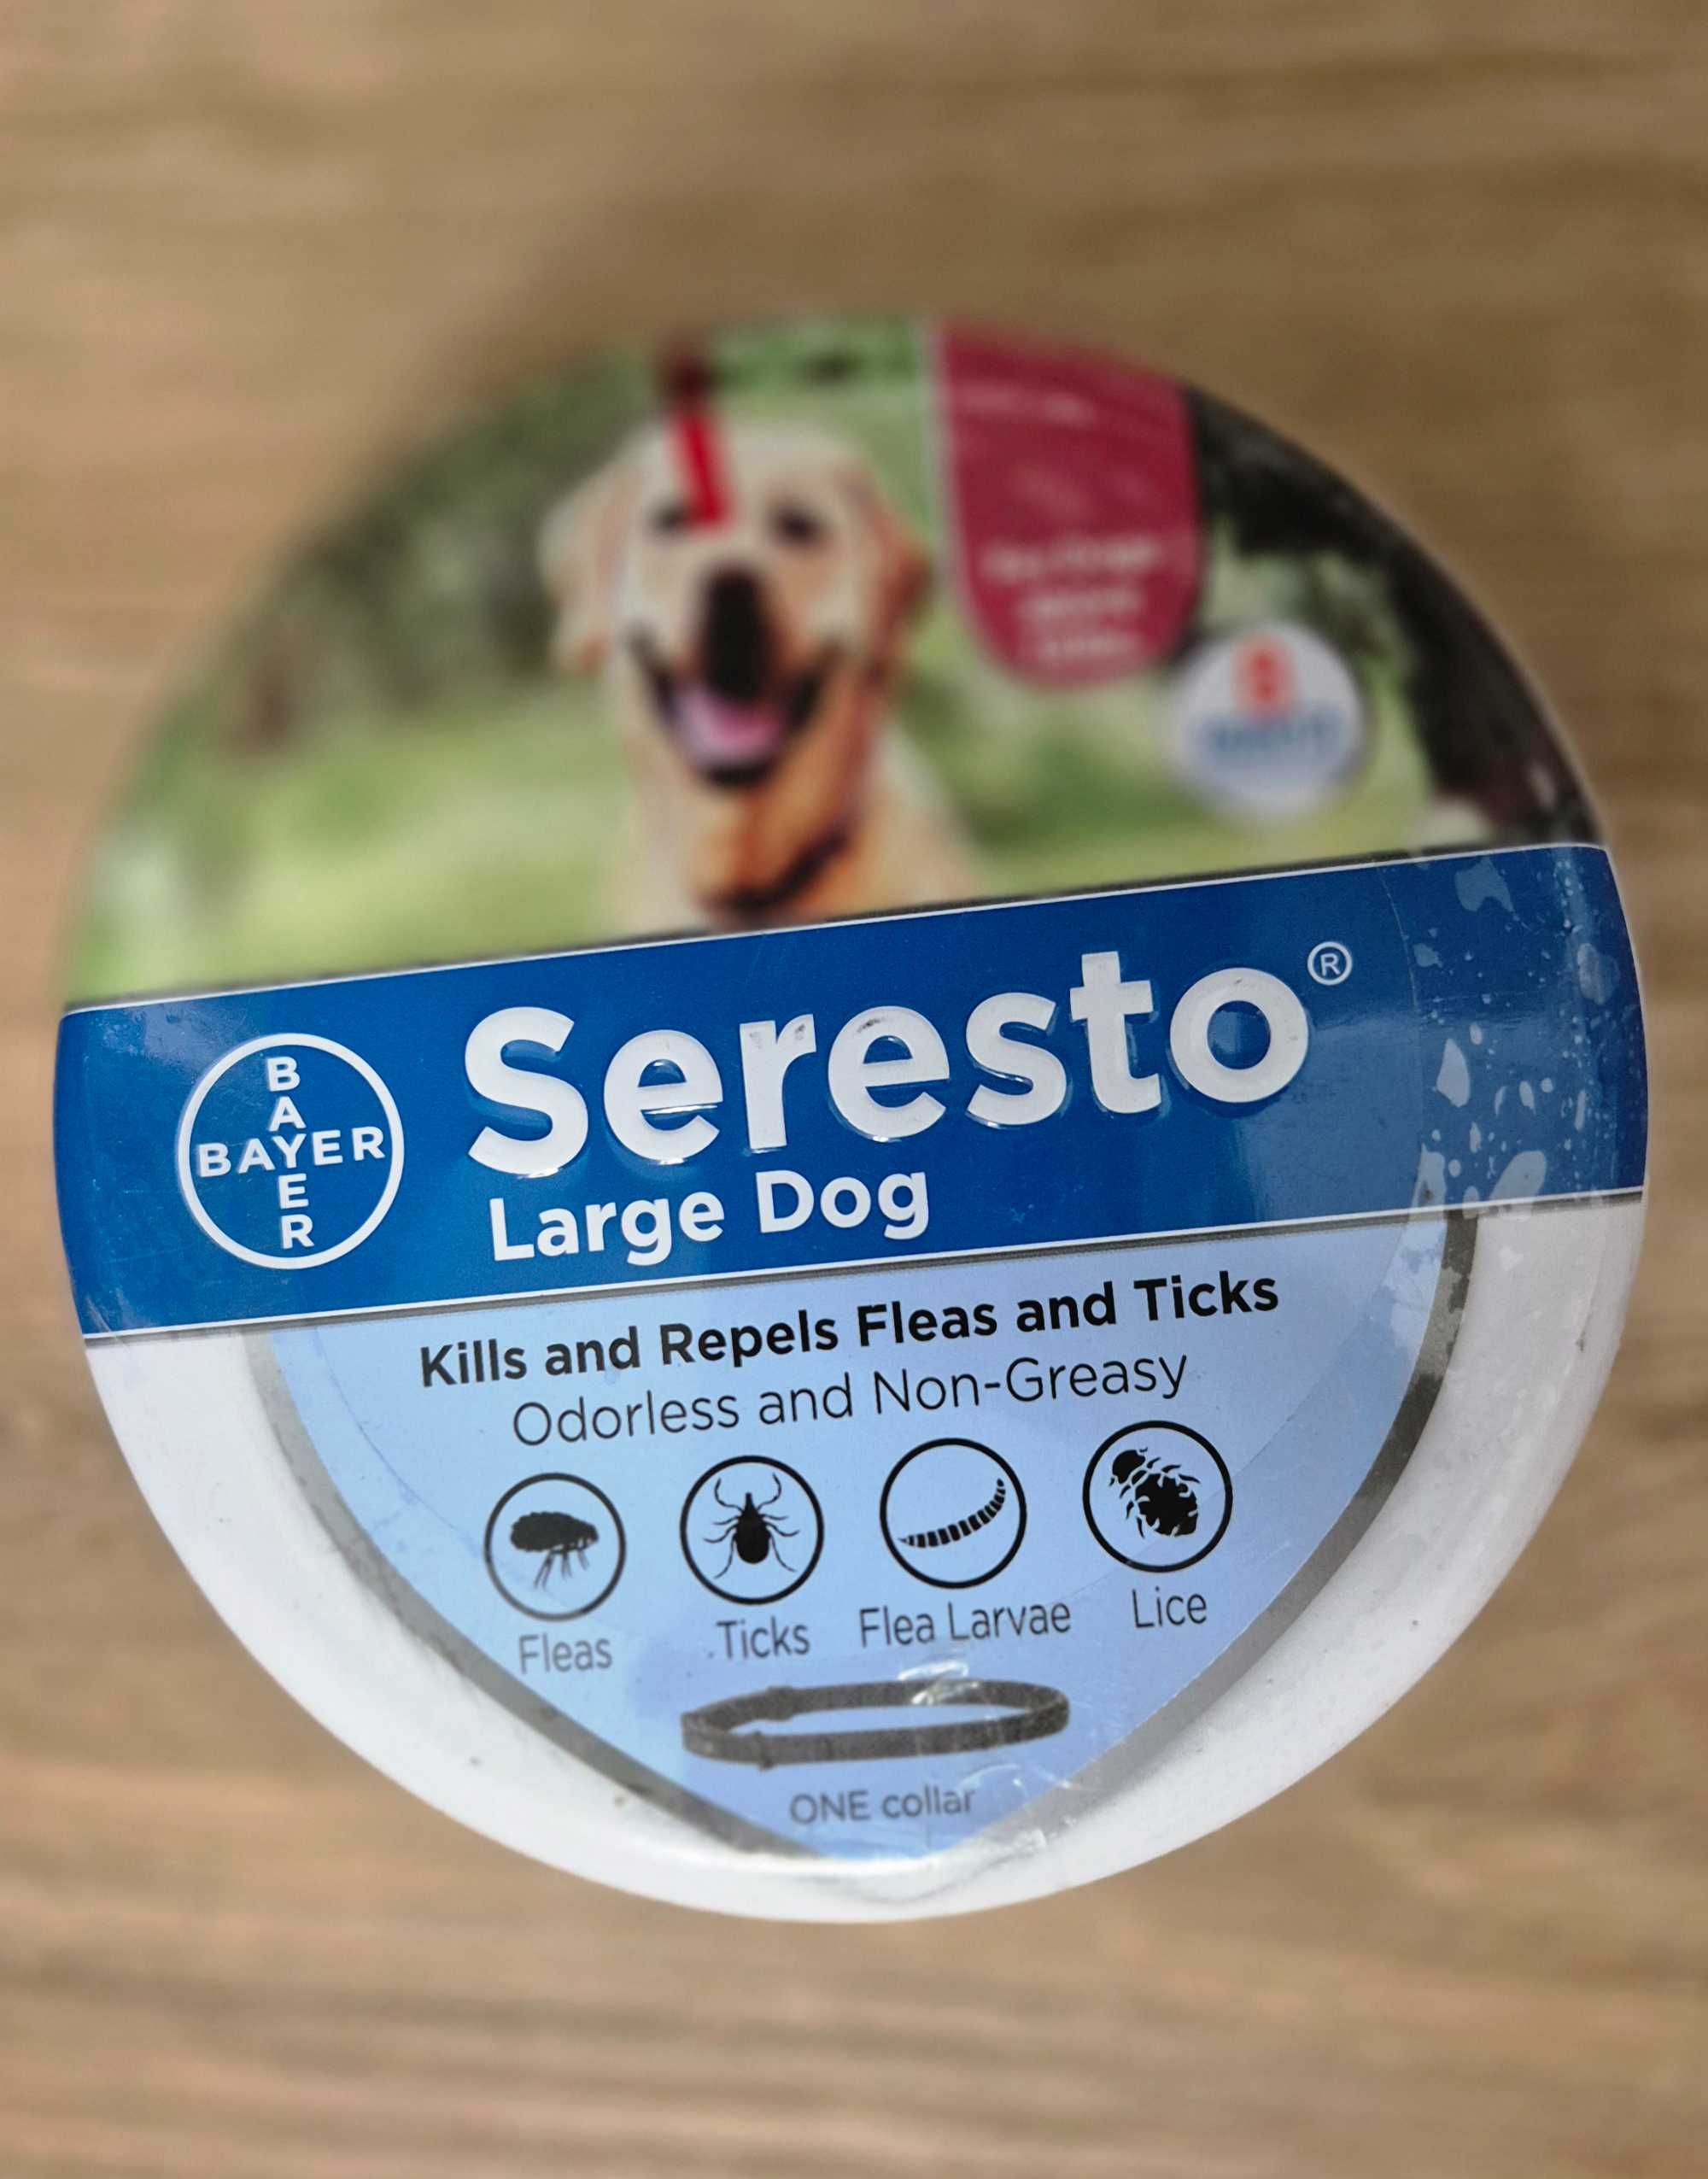 BAYER
BAYER
Seresto®
Large Dog
Kills and Repels Fleas and Ticks
Odorless and Non-Greasy
Fleas
Ticks
Flea Larvae
Lice
ONE collar